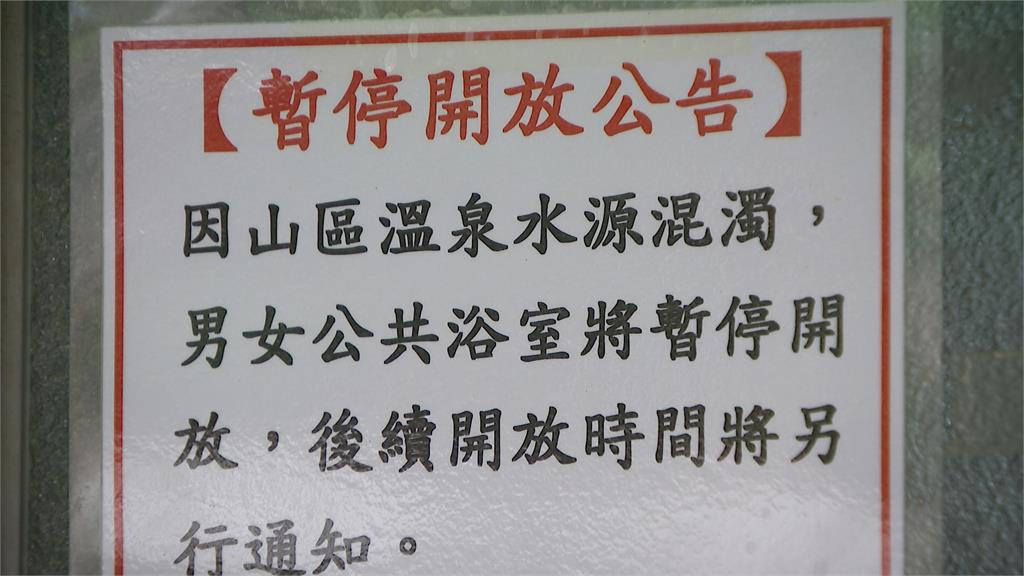 【暫停開放公告】
因山區溫泉水源混濁，
男女公共浴室將暫停開
放，後續開放時間將另
行通知。